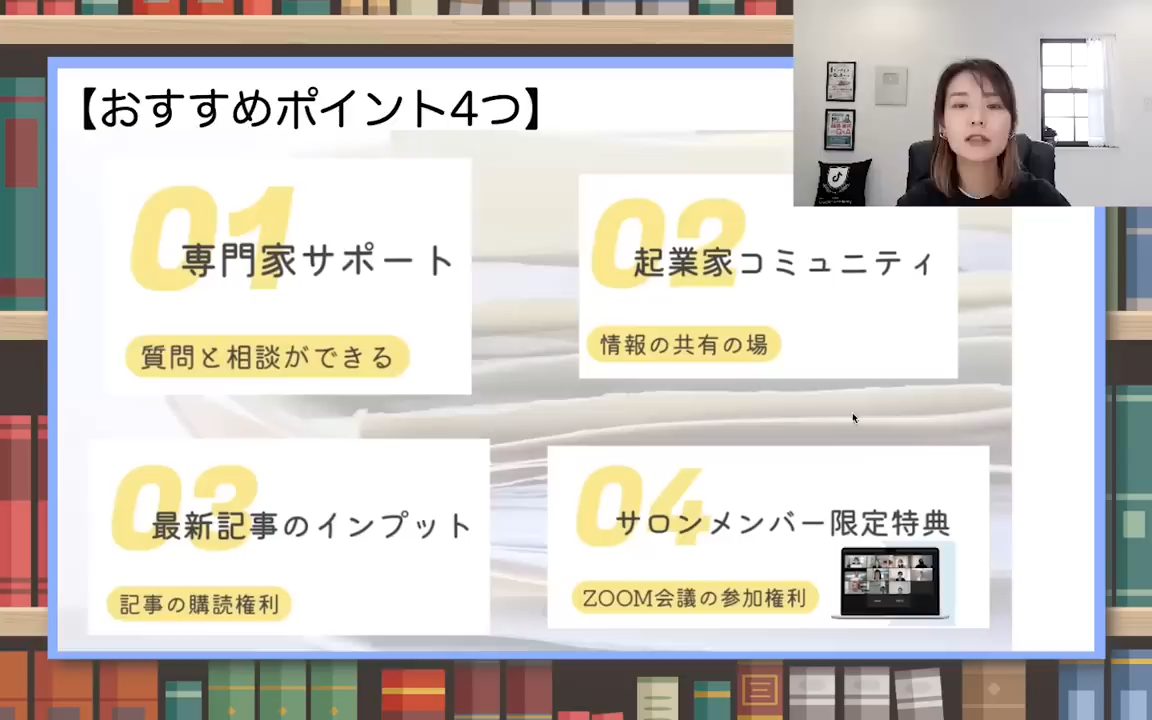 【おすすめポイント4つ】
01
専門家サポート
質問と相談ができる
02
起業家コミュニティ
情報の共有の場
03
最新記事のインプット
記事の購読権利
04
サロンメンバー限定特典
ZOOM会議の参加権利